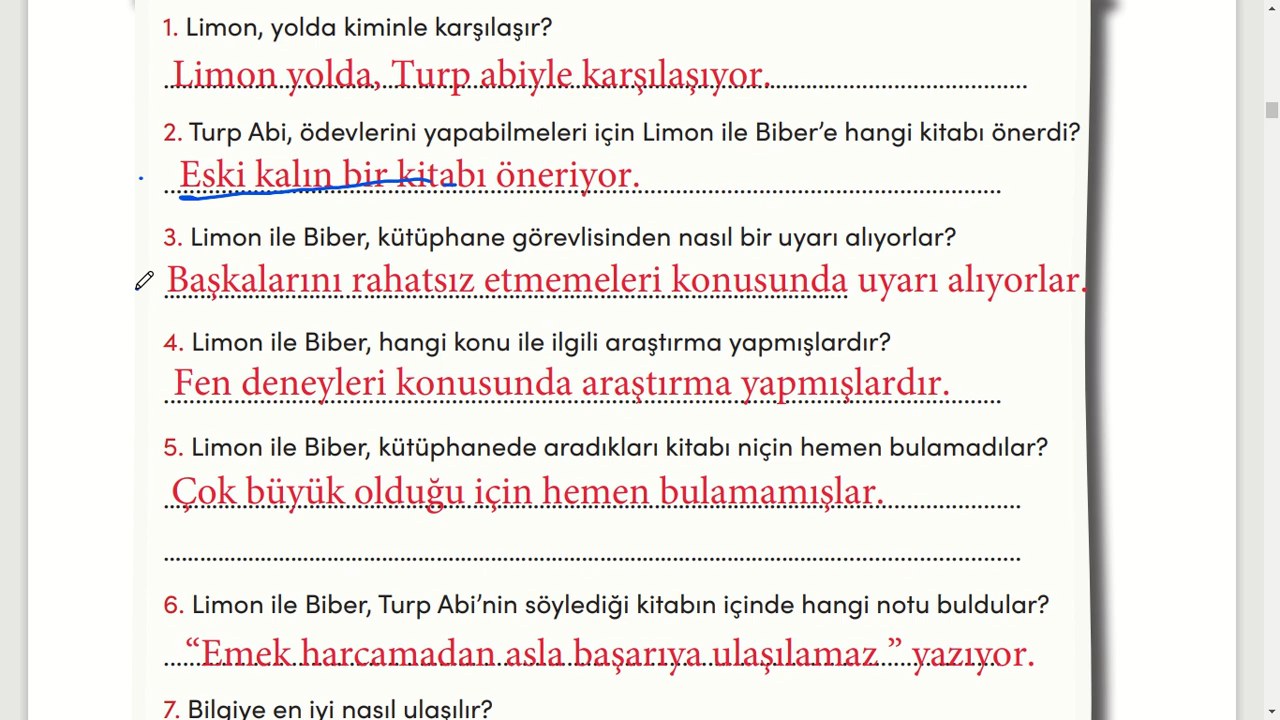 1. Limon, yolda kiminle karşılaşır?
Limon yolda, Turp abiyle karşılaşıyor.
2. Turp Abi, ödevlerini yapabilmeleri için Limon ile Biber’e hangi kitabı önerdi?
Eski kalın bir kitabı öneriyor.
3. Limon ile Biber, kütüphane görevlisinden nasıl bir uyarı alıyorlar?
Başkalarını rahatsız etmemeleri konusunda uyarı alıyorlar.
4. Limon ile Biber, hangi konu ile ilgili araştırma yapmışlardır?
Fen deneyleri konusunda araştırma yapmışlardır.
5. Limon ile Biber, kütüphanede aradıkları kitabı niçin hemen bulamadılar?
Çok büyük olduğu için hemen bulamamışlar.
6. Limon ile Biber, Turp Abi’nin söylediği kitabın içinde hangi notu buldular?
“Emek harcamadan asla başarıya ulaşılamaz ” yazıyor.
7. Bilgiye en iyi nasıl ulaşılır?